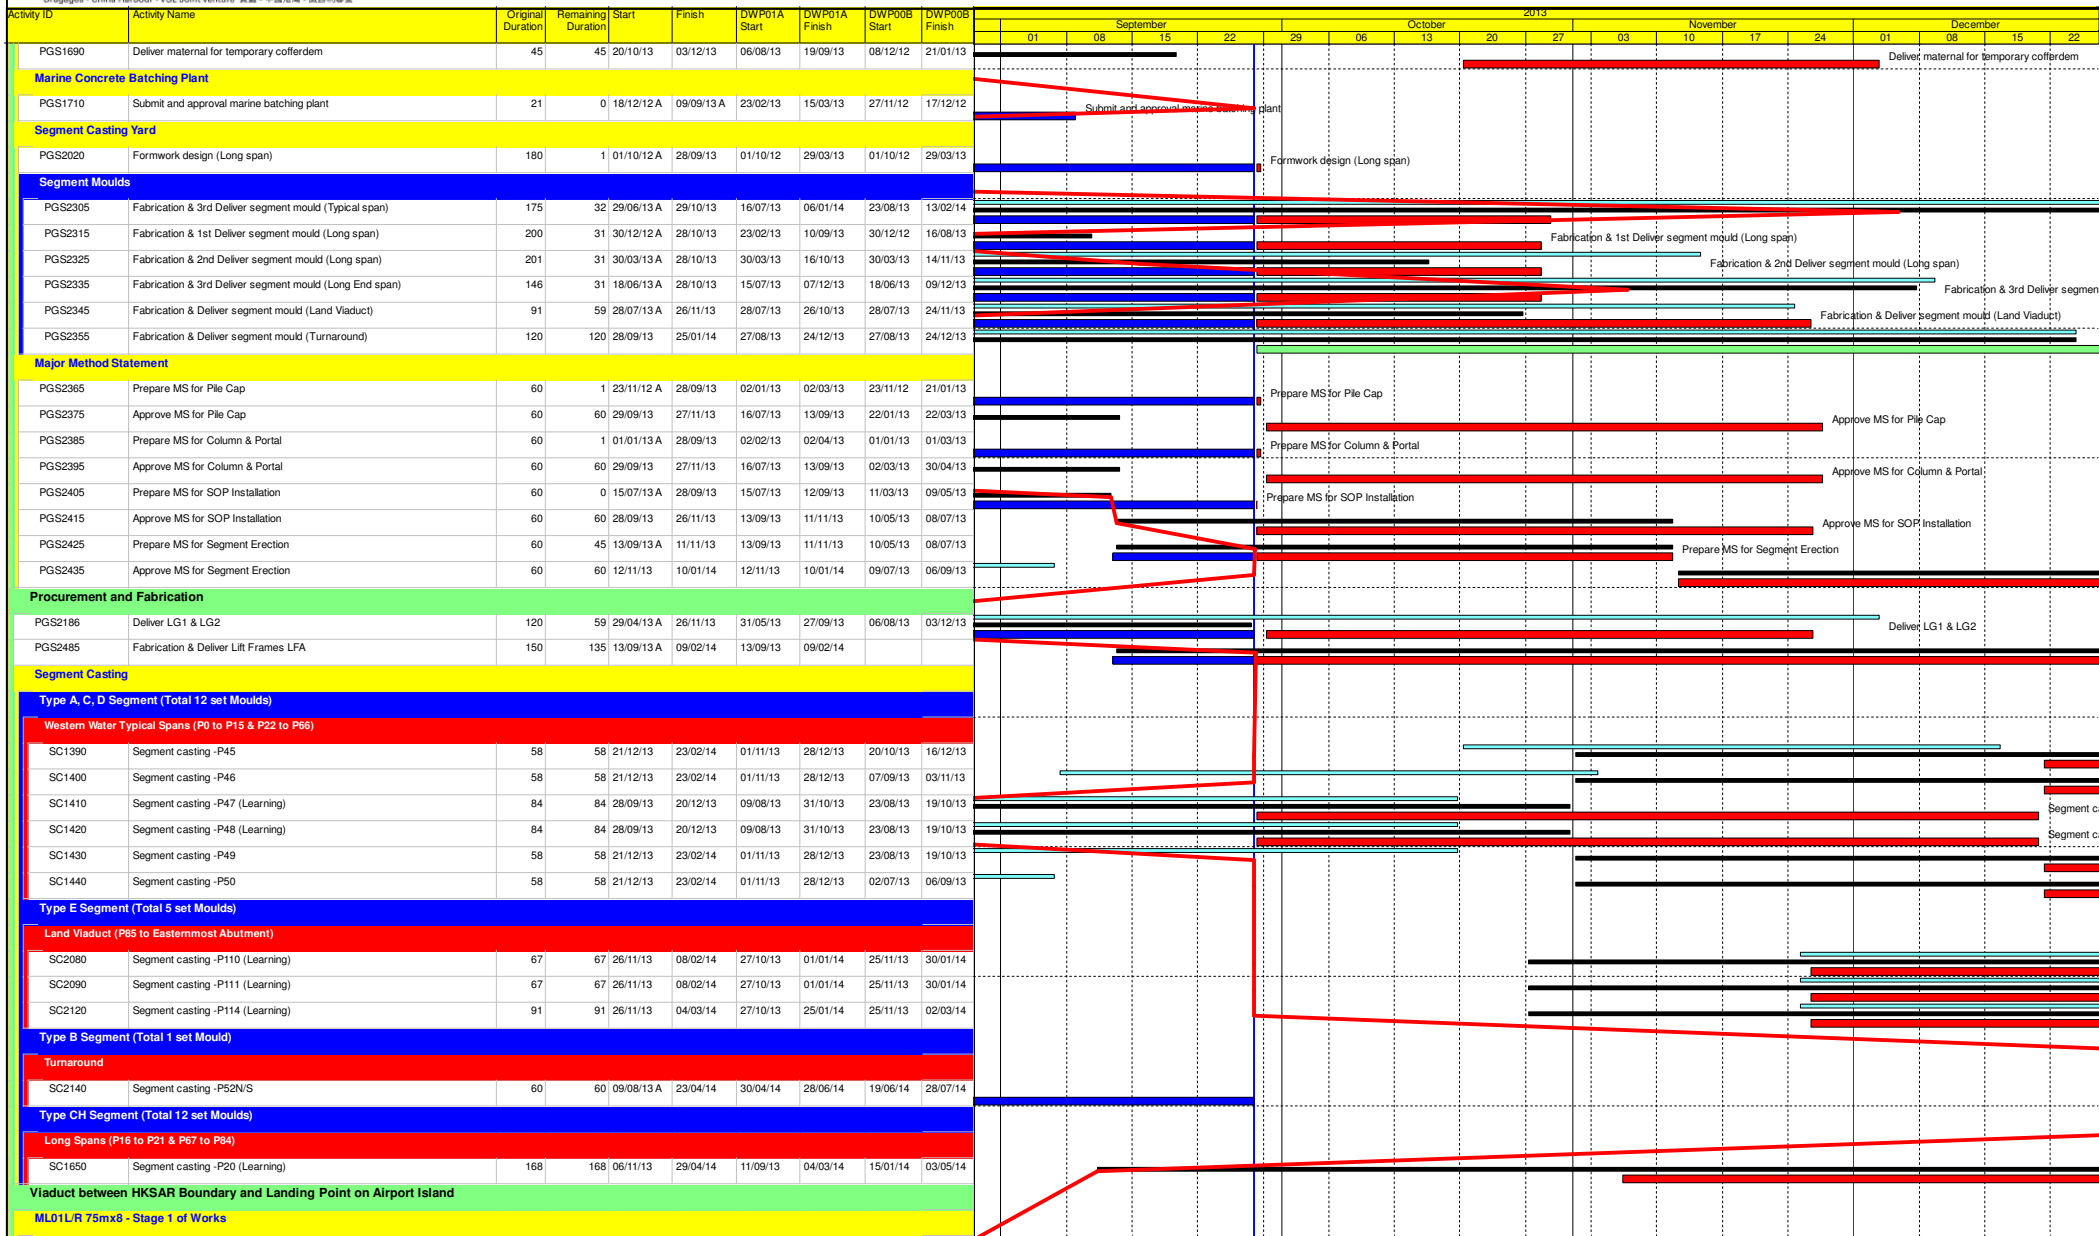 Activity ID Activity Name Original Duration Remaining Duration Start Finish DWP01A Start DWP01A Finish DWP00B Start DWP00B Finish
2013
September October November December
01 08 15 22 29 06 13 20 27 03 10 17 24 01 08 15 22
PGS1690 Deliver maternal for temporary cofferdem 45 45 20/10/13 03/12/13 06/08/13 19/09/13 08/12/12 21/01/13 Deliver maternal for temporary cofferdem
Marine Concrete Batching Plant
PGS1710 Submit and approval marine batching plant 21 0 18/12/12 A 09/09/13 A 23/02/13 15/03/13 27/11/12 17/12/12 Submit and approval marine batching plant
Segment Casting Yard
PGS2020 Formwork design (Long span) 180 1 01/10/12 A 28/09/13 01/10/12 29/03/13 01/10/12 29/03/13 Formwork design (Long span)
Segment Moulds
PGS2305 Fabrication & 3rd Deliver segment mould (Typical span) 175 32 29/06/13 A 29/10/13 16/07/13 06/01/14 23/08/13 13/02/14
PGS2315 Fabrication & 1st Deliver segment mould (Long span) 200 31 30/12/12 A 28/10/13 23/02/13 10/09/13 30/12/12 16/08/13 Fabrication & 1st Deliver segment mould (Long span)
PGS2325 Fabrication & 2nd Deliver segment mould (Long span) 201 31 30/03/13 A 28/10/13 30/03/13 16/10/13 30/03/13 14/11/13 Fabrication & 2nd Deliver segment mould (Long span)
PGS2335 Fabrication & 3rd Deliver segment mould (Long End span) 146 31 18/06/13 A 28/10/13 15/07/13 07/12/13 18/06/13 09/12/13 Fabrication & 3rd Deliver segmen
PGS2345 Fabrication & Deliver segment mould (Land Viaduct) 91 59 28/07/13 A 26/11/13 28/07/13 26/10/13 28/07/13 24/11/13 Fabrication & Deliver segment mould (Land Viaduct)
PGS2355 Fabrication & Deliver segment mould (Turnaround) 120 120 28/09/13 25/01/14 27/08/13 24/12/13 27/08/13 24/12/13
Major Method Statement
PGS2365 Prepare MS for Pile Cap 60 1 23/11/12 A 28/09/13 02/01/13 02/03/13 23/11/12 21/01/13 Prepare MS for Pile Cap
PGS2375 Approve MS for Pile Cap 60 60 29/09/13 27/11/13 16/07/13 13/09/13 22/01/13 22/03/13 Approve MS for Pile Cap
PGS2385 Prepare MS for Column & Portal 60 1 01/01/13 A 28/09/13 02/02/13 02/04/13 01/01/13 01/03/13 Prepare MS for Column & Portal
PGS2395 Approve MS for Column & Portal 60 60 29/09/13 27/11/13 16/07/13 13/09/13 02/03/13 30/04/13 Approve MS for Column & Portal
PGS2405 Prepare MS for SOP Installation 60 0 15/07/13 A 28/09/13 15/07/13 12/09/13 11/03/13 09/05/13 Prepare MS for SOP Installation
PGS2415 Approve MS for SOP Installation 60 60 28/09/13 26/11/13 13/09/13 11/11/13 10/05/13 08/07/13 Approve MS for SOP Installation
PGS2425 Prepare MS for Segment Erection 60 45 13/09/13 A 11/11/13 13/09/13 11/11/13 10/05/13 08/07/13 Prepare MS for Segment Erection
PGS2435 Approve MS for Segment Erection 60 60 12/11/13 10/01/14 12/11/13 10/01/14 09/07/13 06/09/13
Procurement and Fabrication
PGS2186 Deliver LG1 & LG2 120 59 29/04/13 A 26/11/13 31/05/13 27/09/13 06/08/13 03/12/13 Deliver LG1 & LG2
PGS2485 Fabrication & Deliver Lift Frames LFA 150 135 13/09/13 A 09/02/14 13/09/13 09/02/14
Segment Casting
Type A, C, D Segment (Total 12 set Moulds)
Western Water Typical Spans (P0 to P15 & P22 to P66)
SC1390 Segment casting -P45 58 58 21/12/13 23/02/14 01/11/13 28/12/13 20/10/13 16/12/13
SC1400 Segment casting -P46 58 58 21/12/13 23/02/14 01/11/13 28/12/13 07/09/13 03/11/13
SC1410 Segment casting -P47 (Learning) 84 84 28/09/13 20/12/13 09/08/13 31/10/13 23/08/13 19/10/13 Segment ca
SC1420 Segment casting -P48 (Learning) 84 84 28/09/13 20/12/13 09/08/13 31/10/13 23/08/13 19/10/13 Segment ca
SC1430 Segment casting -P49 58 58 21/12/13 23/02/14 01/11/13 28/12/13 23/08/13 19/10/13
SC1440 Segment casting -P50 58 58 21/12/13 23/02/14 01/11/13 28/12/13 02/07/13 06/09/13
Type E Segment (Total 5 set Moulds)
Land Viaduct (P85 to Easternmost Abutment)
SC2080 Segment casting -P110 (Learning) 67 67 26/11/13 08/02/14 27/10/13 01/01/14 25/11/13 30/01/14
SC2090 Segment casting -P111 (Learning) 67 67 26/11/13 08/02/14 27/10/13 01/01/14 25/11/13 30/01/14
SC2120 Segment casting -P114 (Learning) 91 91 26/11/13 04/03/14 27/10/13 25/01/14 25/11/13 02/03/14
Type B Segment (Total 1 set Mould)
Turnaround
SC2140 Segment casting -P52N/S 60 60 09/08/13 A 23/04/14 30/04/14 28/06/14 19/06/14 28/07/14
Type CH Segment (Total 12 set Moulds)
Long Spans (P16 to P21 & P67 to P84)
SC1650 Segment casting -P20 (Learning) 168 168 06/11/13 29/04/14 11/09/13 04/03/14 15/01/14 03/05/14
Viaduct between HKSAR Boundary and Landing Point on Airport Island
ML01L/R 75mx8 - Stage 1 of Works